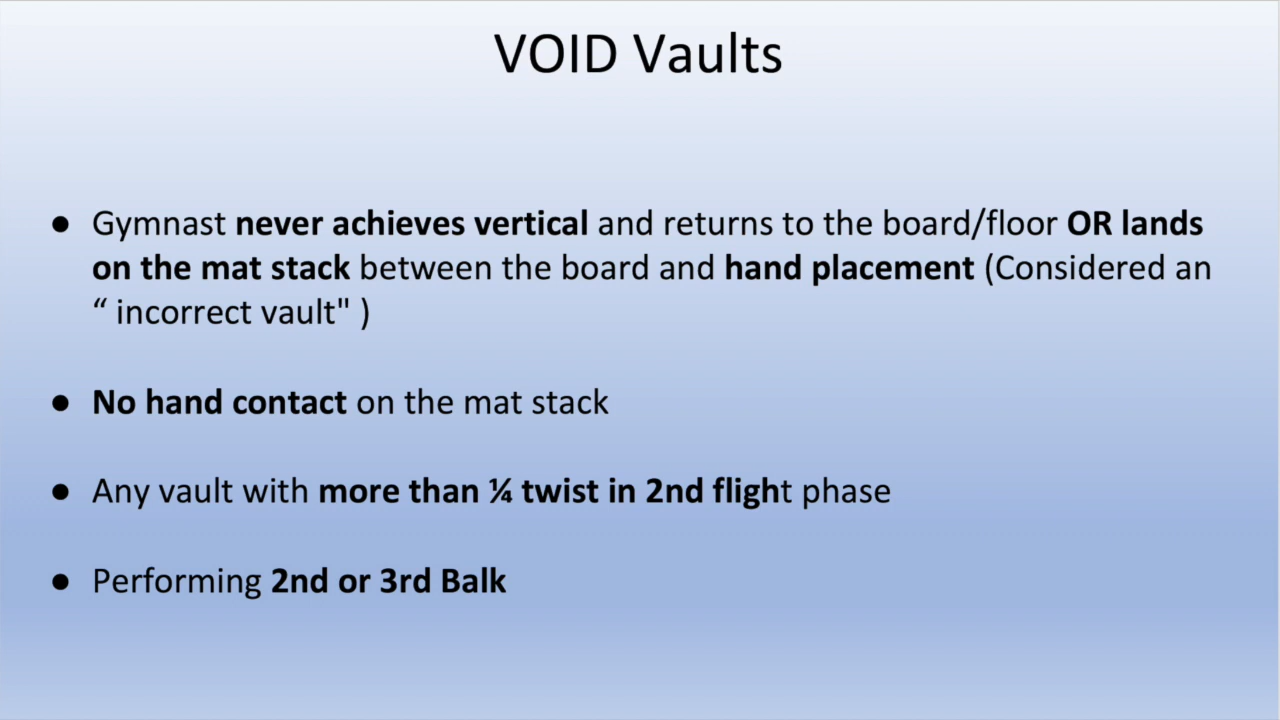 VOID Vaults
● Gymnast never achieves vertical and returns to the board/floor OR lands
on the mat stack between the board and hand placement (Considered an
“ incorrect vault" )
● No hand contact on the mat stack
● Any vault with more than ¼ twist in 2nd flight phase
● Performing 2nd or 3rd Balk